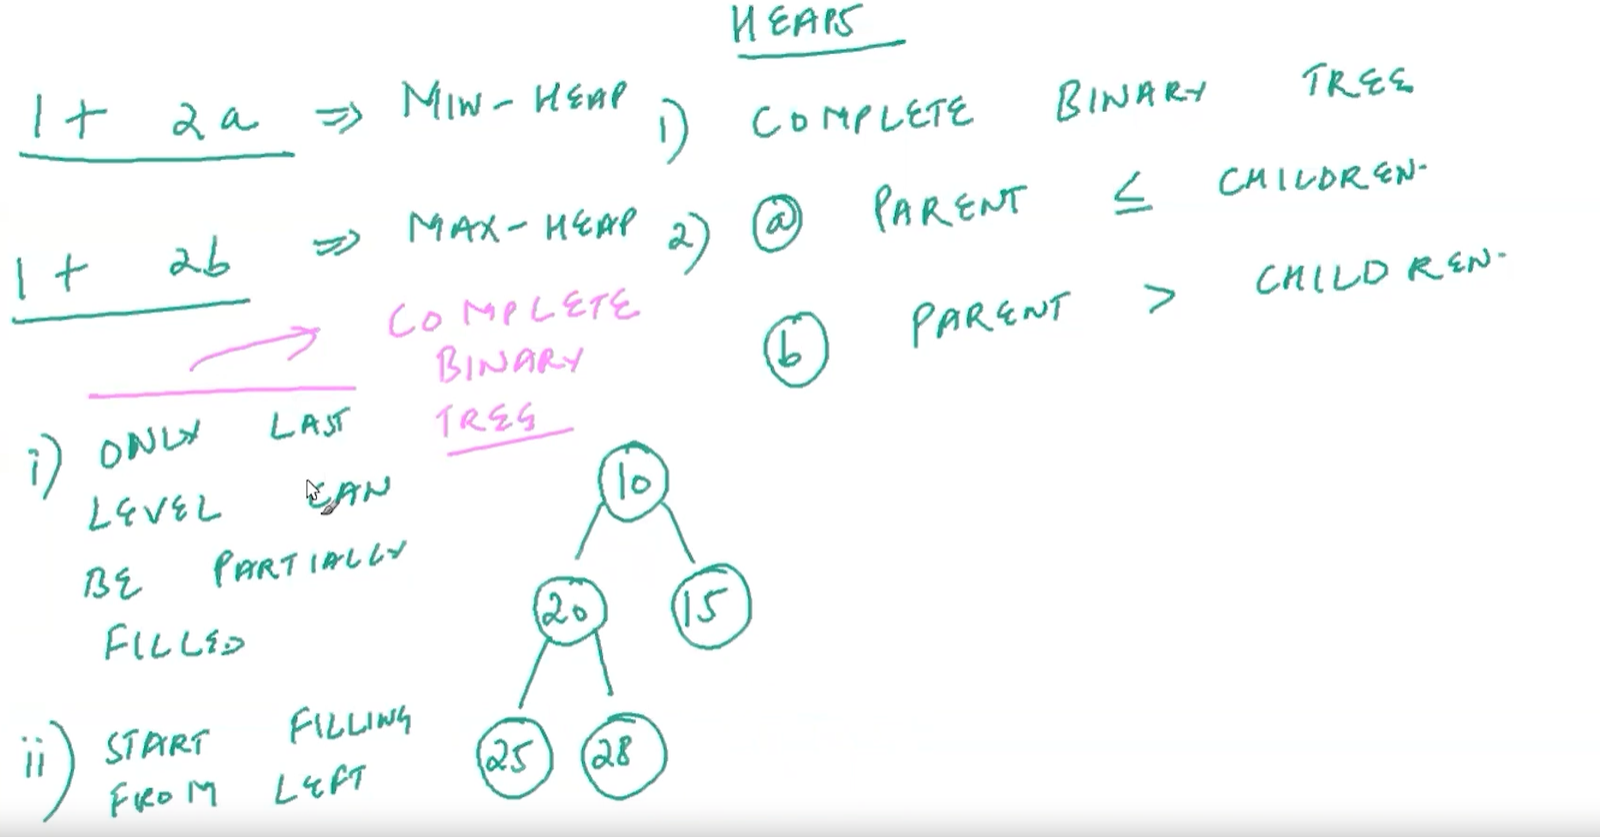 HEAPS
1 + 2a ⇒ MIN-HEAP
1 + 2b ⇒ MAX-HEAP
1) COMPLETE BINARY TREE
2) a PARENT ≤ CHILDREN.
b PARENT > CHILDREN.
COMPLETE
BINARY
TREE
i) ONLY LAST
LEVEL CAN
BE PARTIALLY
FILLED
ii) START FILLING
FROM LEFT
10
20 15
25 28